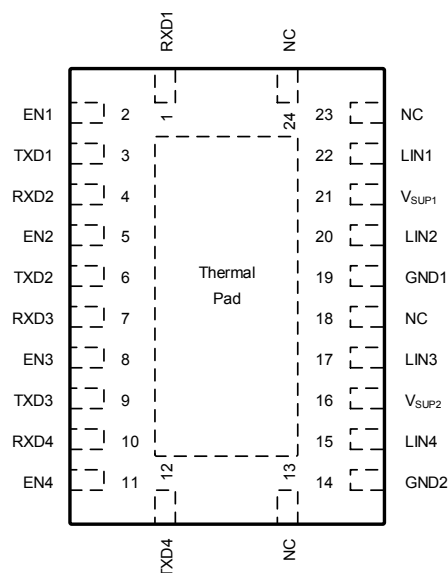 RXD1 NC
1 24
EN1 2 23 NC
TXD1 3 22 LIN1
RXD2 4 21 VSUP1
EN2 5 20 LIN2
TXD2 6 19 GND1
Thermal
Pad
RXD3 7 18 NC
EN3 8 17 LIN3
TXD3 9 16 VSUP2
RXD4 10 15 LIN4
EN4 11 14 GND2
12 13
TXD4 NC